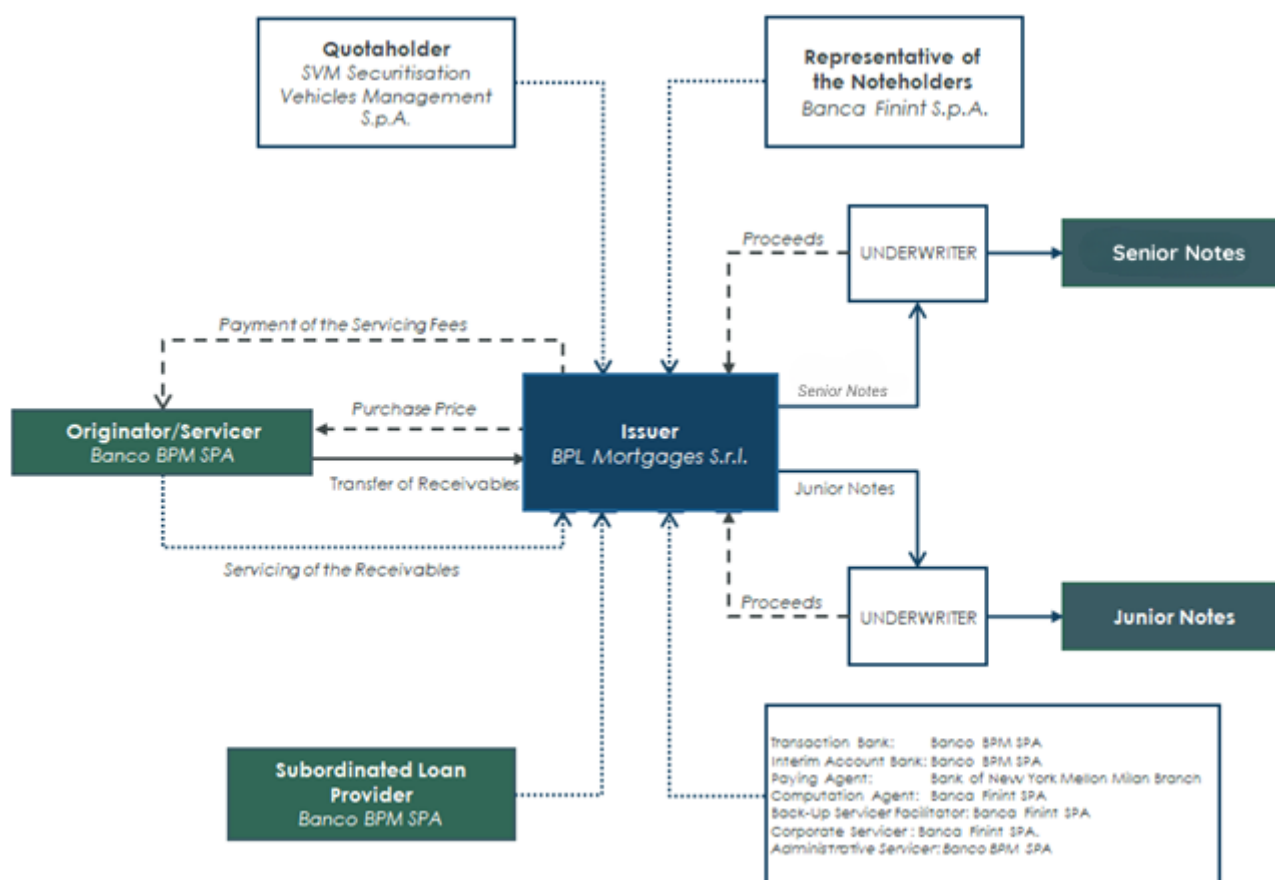 Quotaholder
SVM Securitisation
Vehicles Management
S.p.A.
Representative of
the Noteholders
Banca Finint S.p.A.
Proceeds
UNDERWRITER
Senior Notes
Payment of the Servicing Fees
Senior Notes
Purchase Price
Originator/Servicer
Banco BPM SPA
Issuer
BPL Mortgages S.r.l.
Transfer of Receivables
Junior Notes
Servicing of the Receivables
Proceeds
UNDERWRITER
Junior Notes
Subordinated Loan
Provider
Banco BPM SPA
Transaction Bank: Banco BPM SPA
Interim Account Bank: Banco BPM SPA
Paying Agent: Bank of New York Mellon Milan Branch
Computation Agent: Banca Finint SPA
Back-Up Servicer Facilitator: Banca Finint SPA
Corporate Servicer : Banca Finint SPA.
Administrative Servicer: Banco BPM SPA